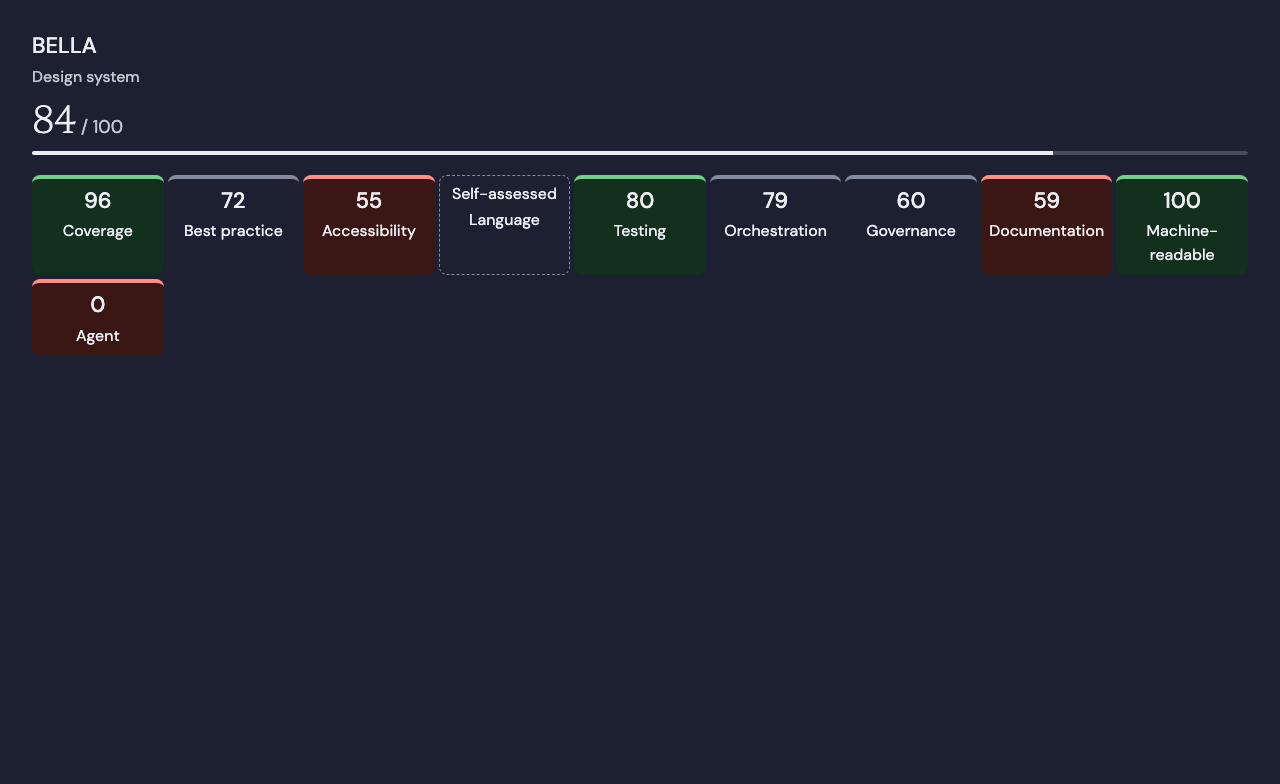 BELLA
Design system
84 / 100
96
Coverage
72
Best practice
55
Accessibility
Self-assessed
Language
80
Testing
79
Orchestration
60
Governance
59
Documentation
100
Machine-
readable
0
Agent